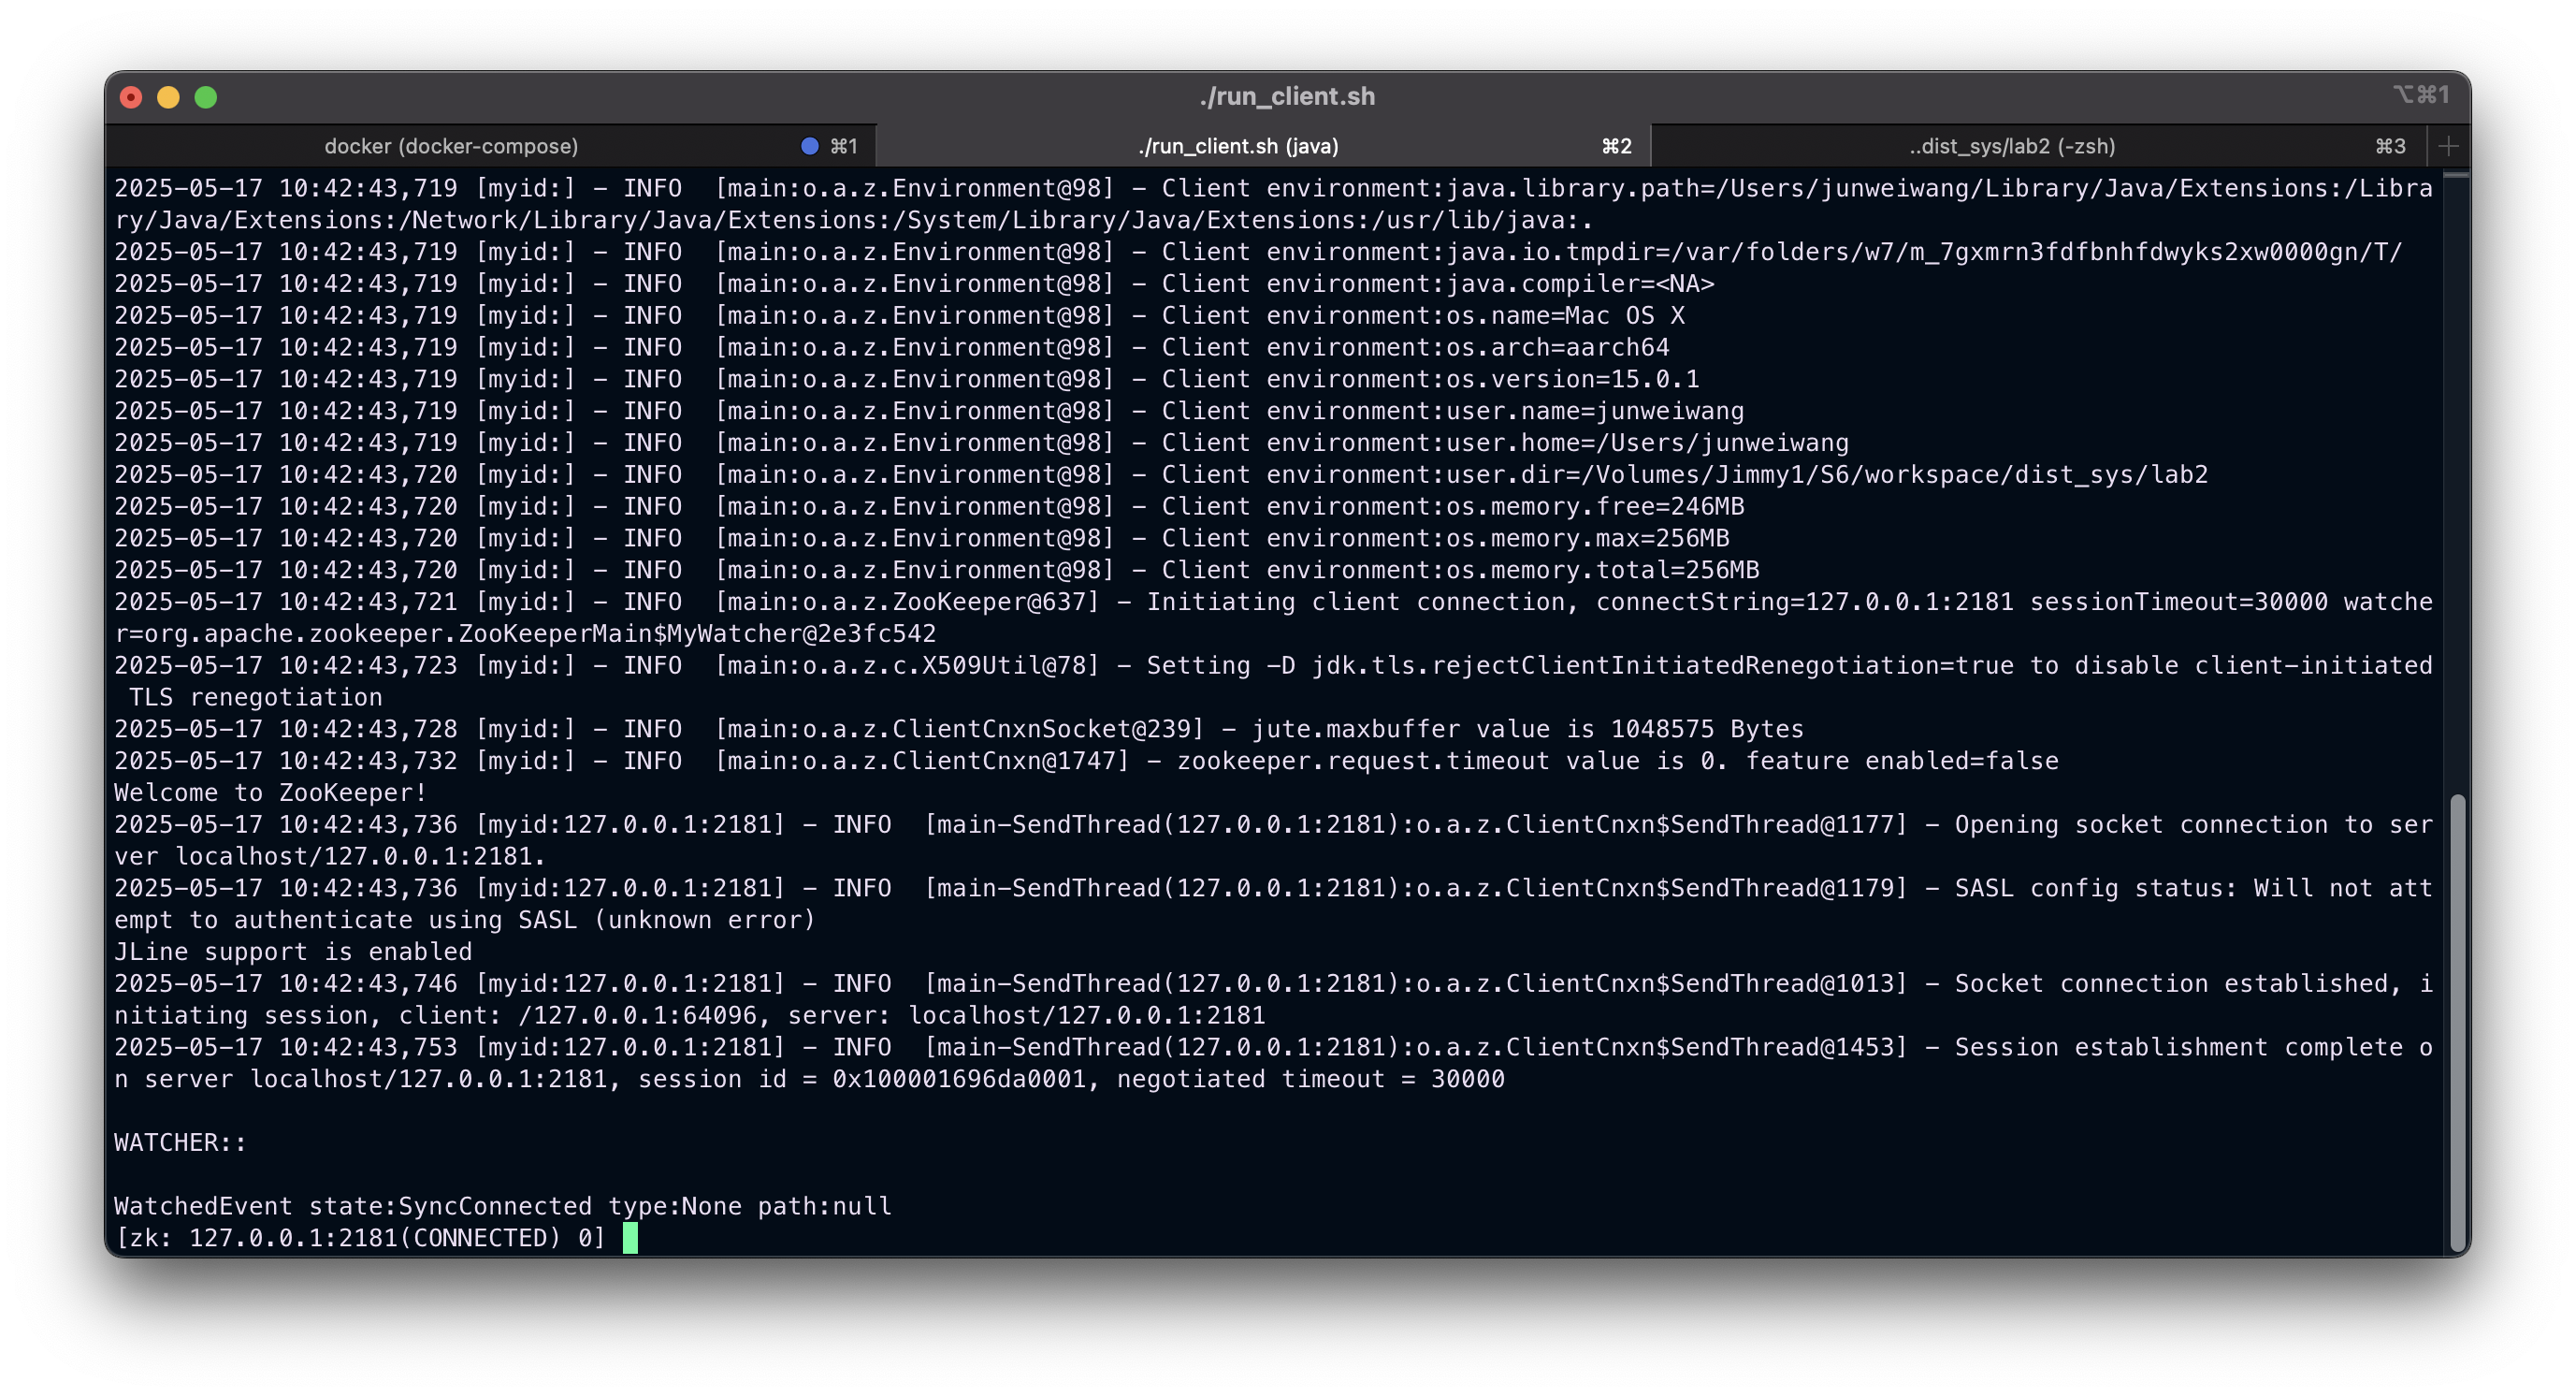 ./run_client.sh
⌥⌘1
docker (docker-compose) ⌘1
./run_client.sh (java) ⌘2
..dist_sys/lab2 (-zsh) ⌘3
2025-05-17 10:42:43,719 [myid:] - INFO  [main:o.a.z.Environment@98] - Client environment:java.library.path=/Users/junweiwang/Library/Java/Extensions:/Libra
ry/Java/Extensions:/Network/Library/Java/Extensions:/System/Library/Java/Extensions:/usr/lib/java:.
2025-05-17 10:42:43,719 [myid:] - INFO  [main:o.a.z.Environment@98] - Client environment:java.io.tmpdir=/var/folders/w7/m_7gxmrn3fdfbnhfdwyks2xw0000gn/T/
2025-05-17 10:42:43,719 [myid:] - INFO  [main:o.a.z.Environment@98] - Client environment:java.compiler=<NA>
2025-05-17 10:42:43,719 [myid:] - INFO  [main:o.a.z.Environment@98] - Client environment:os.name=Mac OS X
2025-05-17 10:42:43,719 [myid:] - INFO  [main:o.a.z.Environment@98] - Client environment:os.arch=aarch64
2025-05-17 10:42:43,719 [myid:] - INFO  [main:o.a.z.Environment@98] - Client environment:os.version=15.0.1
2025-05-17 10:42:43,719 [myid:] - INFO  [main:o.a.z.Environment@98] - Client environment:user.name=junweiwang
2025-05-17 10:42:43,719 [myid:] - INFO  [main:o.a.z.Environment@98] - Client environment:user.home=/Users/junweiwang
2025-05-17 10:42:43,720 [myid:] - INFO  [main:o.a.z.Environment@98] - Client environment:user.dir=/Volumes/Jimmy1/S6/workspace/dist_sys/lab2
2025-05-17 10:42:43,720 [myid:] - INFO  [main:o.a.z.Environment@98] - Client environment:os.memory.free=246MB
2025-05-17 10:42:43,720 [myid:] - INFO  [main:o.a.z.Environment@98] - Client environment:os.memory.max=256MB
2025-05-17 10:42:43,720 [myid:] - INFO  [main:o.a.z.Environment@98] - Client environment:os.memory.total=256MB
2025-05-17 10:42:43,721 [myid:] - INFO  [main:o.a.z.ZooKeeper@637] - Initiating client connection, connectString=127.0.0.1:2181 sessionTimeout=30000 watche
r=org.apache.zookeeper.ZooKeeperMain$MyWatcher@2e3fc542
2025-05-17 10:42:43,723 [myid:] - INFO  [main:o.a.z.c.X509Util@78] - Setting -D jdk.tls.rejectClientInitiatedRenegotiation=true to disable client-initiated
 TLS renegotiation
2025-05-17 10:42:43,728 [myid:] - INFO  [main:o.a.z.ClientCnxnSocket@239] - jute.maxbuffer value is 1048575 Bytes
2025-05-17 10:42:43,732 [myid:] - INFO  [main:o.a.z.ClientCnxn@1747] - zookeeper.request.timeout value is 0. feature enabled=false
Welcome to ZooKeeper!
2025-05-17 10:42:43,736 [myid:127.0.0.1:2181] - INFO  [main-SendThread(127.0.0.1:2181):o.a.z.ClientCnxn$SendThread@1177] - Opening socket connection to ser
ver localhost/127.0.0.1:2181.
2025-05-17 10:42:43,736 [myid:127.0.0.1:2181] - INFO  [main-SendThread(127.0.0.1:2181):o.a.z.ClientCnxn$SendThread@1179] - SASL config status: Will not att
empt to authenticate using SASL (unknown error)
JLine support is enabled
2025-05-17 10:42:43,746 [myid:127.0.0.1:2181] - INFO  [main-SendThread(127.0.0.1:2181):o.a.z.ClientCnxn$SendThread@1013] - Socket connection established, i
nitiating session, client: /127.0.0.1:64096, server: localhost/127.0.0.1:2181
2025-05-17 10:42:43,753 [myid:127.0.0.1:2181] - INFO  [main-SendThread(127.0.0.1:2181):o.a.z.ClientCnxn$SendThread@1453] - Session establishment complete o
n server localhost/127.0.0.1:2181, session id = 0x100001696da0001, negotiated timeout = 30000
WATCHER::
WatchedEvent state:SyncConnected type:None path:null
[zk: 127.0.0.1:2181(CONNECTED) 0]